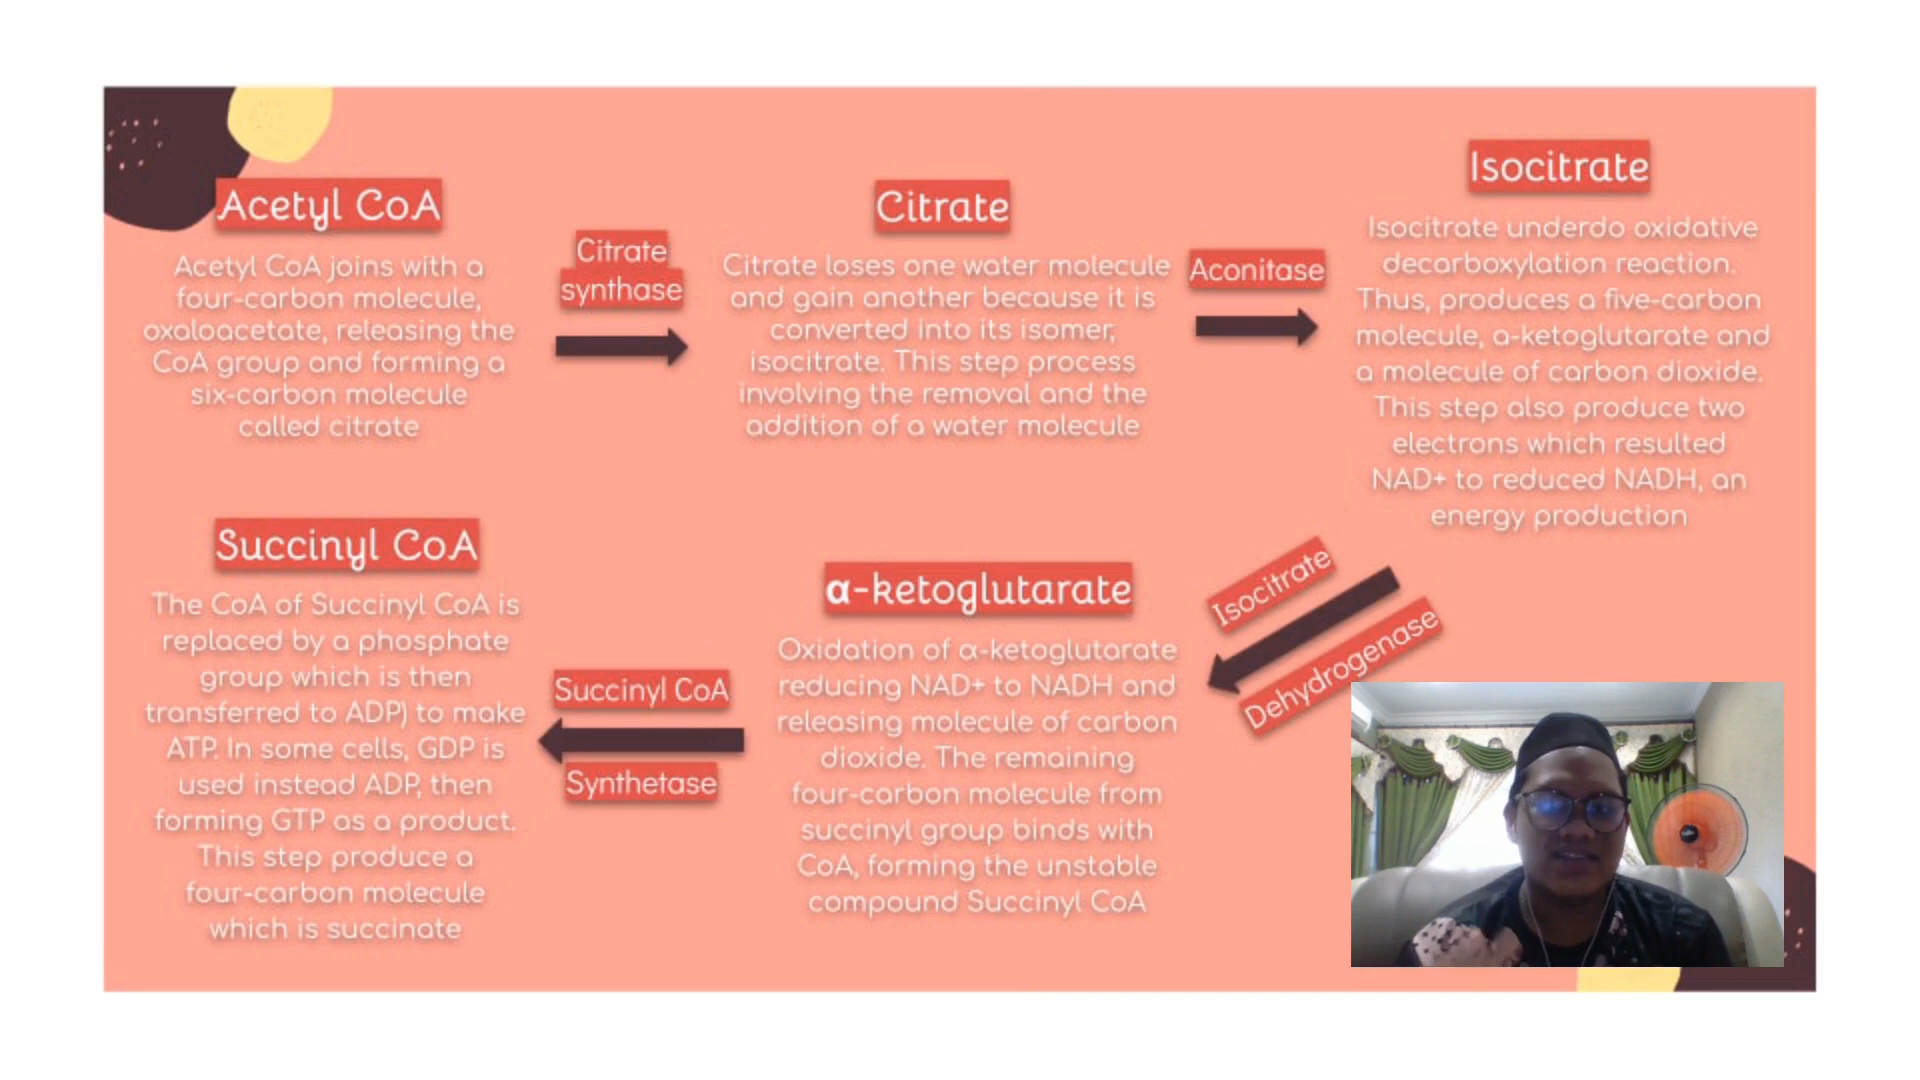 Acetyl CoA
Acetyl CoA joins with a
four-carbon molecule,
oxaloacetate, releasing the
CoA group and forming a
six-carbon molecule
called citrate
Citrate
synthase
Citrate
Citrate loses one water molecule
and gain another because it is
converted into its isomer,
isocitrate. This step process
involving the removal and the
addition of a water molecule
Aconitase
Isocitrate
Isocitrate underdo oxidative
decarboxylation reaction.
Thus, produces a five-carbon
molecule, α-ketoglutarate and
a molecule of carbon dioxide.
This step also produce two
electrons which resulted
NAD+ to reduced NADH, an
energy production
Isocitrate
Dehydrogenase
α-ketoglutarate
Oxidation of α-ketoglutarate
reducing NAD+ to NADH and
releasing molecule of carbon
dioxide. The remaining
four-carbon molecule from
succinyl group binds with
CoA, forming the unstable
compound Succinyl CoA
Succinyl CoA
Synthetase
Succinyl CoA
The CoA of Succinyl CoA is
replaced by a phosphate
group which is then
transferred to ADP) to make
ATP. In some cells, GDP is
used instead ADP, then
forming GTP as a product.
This step produce a
four-carbon molecule
which is succinate